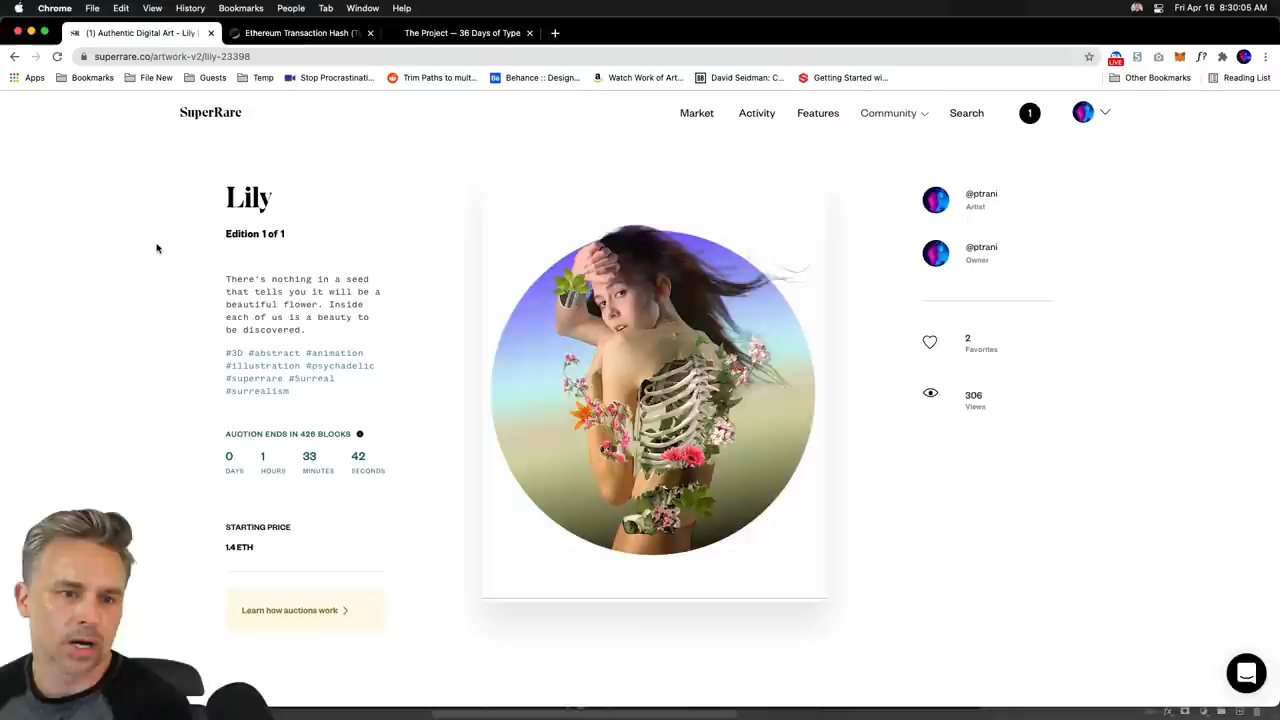 Chrome File Edit View History Bookmarks People Tab Window Help Fri Apr 16 8:30:05 AM
SR (1) Authentic Digital Art - Lily | × Ethereum Transaction Hash (T × The Project — 36 Days of Type × +
superrare.co/artwork-v2/lily-23398
LIVE
Apps Bookmarks File New Guests Temp Stop Procrastinati... Trim Paths to mult... Behance :: Design... Watch Work of Art... David Seidman: C... Getting Started wi... Other Bookmarks Reading List
SuperRare Market Activity Features Community Search 1
Lily
Edition 1 of 1
There's nothing in a seed
that tells you it will be a
beautiful flower. Inside
each of us is a beauty to
be discovered.
#3D #abstract #animation
#illustration #psychadelic
#superrare #Surreal
#surrealism
AUCTION ENDS IN 426 BLOCKS
0 1 33 42
DAYS HOURS MINUTES SECONDS
STARTING PRICE
1.4 ETH
Learn how auctions work
@ptrani
Artist
@ptrani
Owner
2
Favorites
306
Views